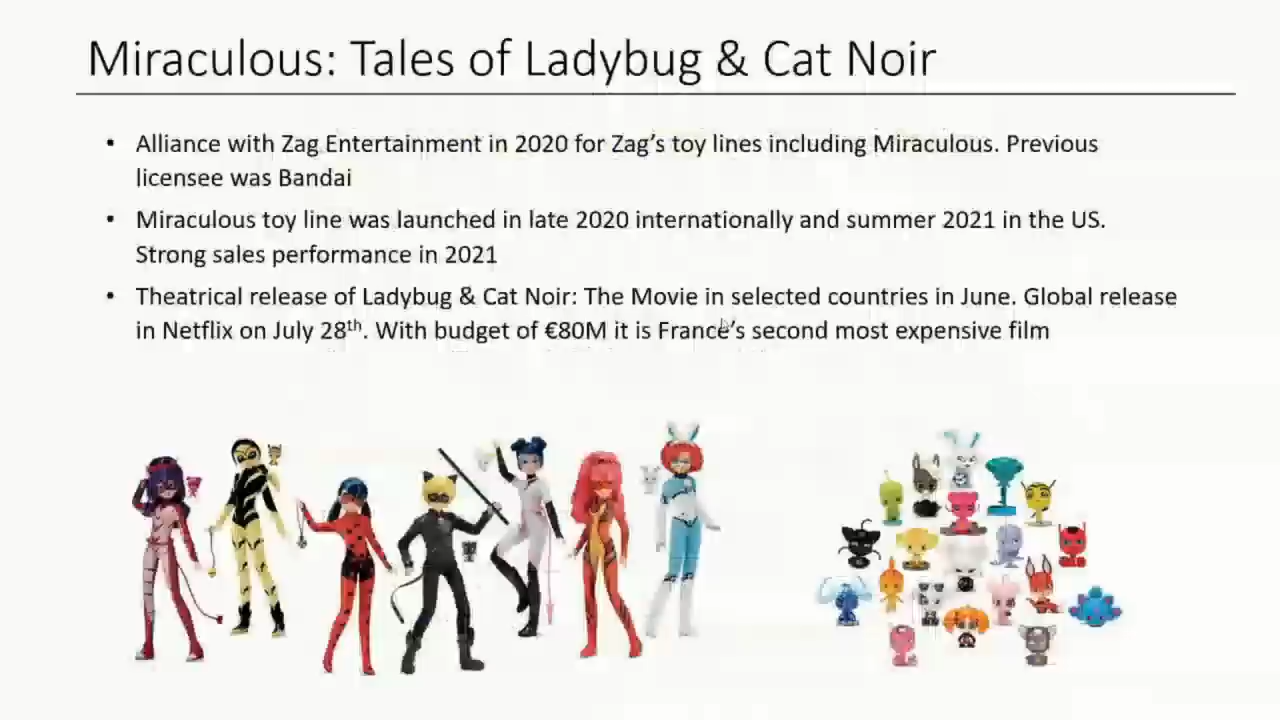 Miraculous: Tales of Ladybug & Cat Noir
• Alliance with Zag Entertainment in 2020 for Zag's toy lines including Miraculous. Previous
licensee was Bandai
• Miraculous toy line was launched in late 2020 internationally and summer 2021 in the US.
Strong sales performance in 2021
• Theatrical release of Ladybug & Cat Noir: The Movie in selected countries in June. Global release
in Netflix on July 28th. With budget of €80M it is France's second most expensive film